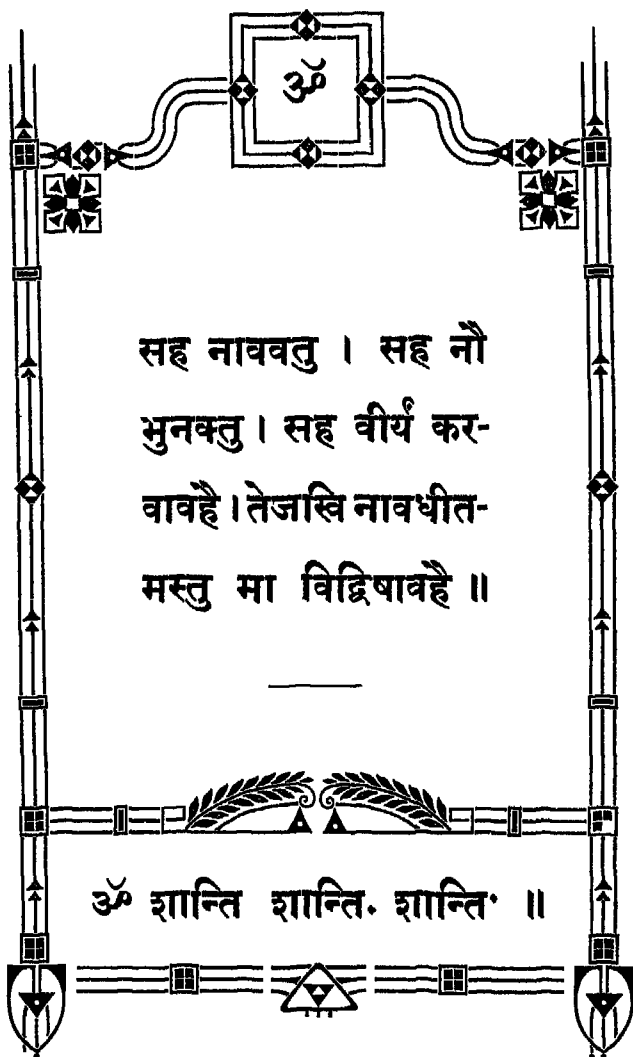 ॐ
सह नाववतु । सह नौ
भुनक्तु । सह वीर्यं कर-
वावहै । तेजस्वि नावधीत-
मस्तु मा विद्विषावहै ॥
ॐ शान्ति शान्ति. शान्ति· ॥